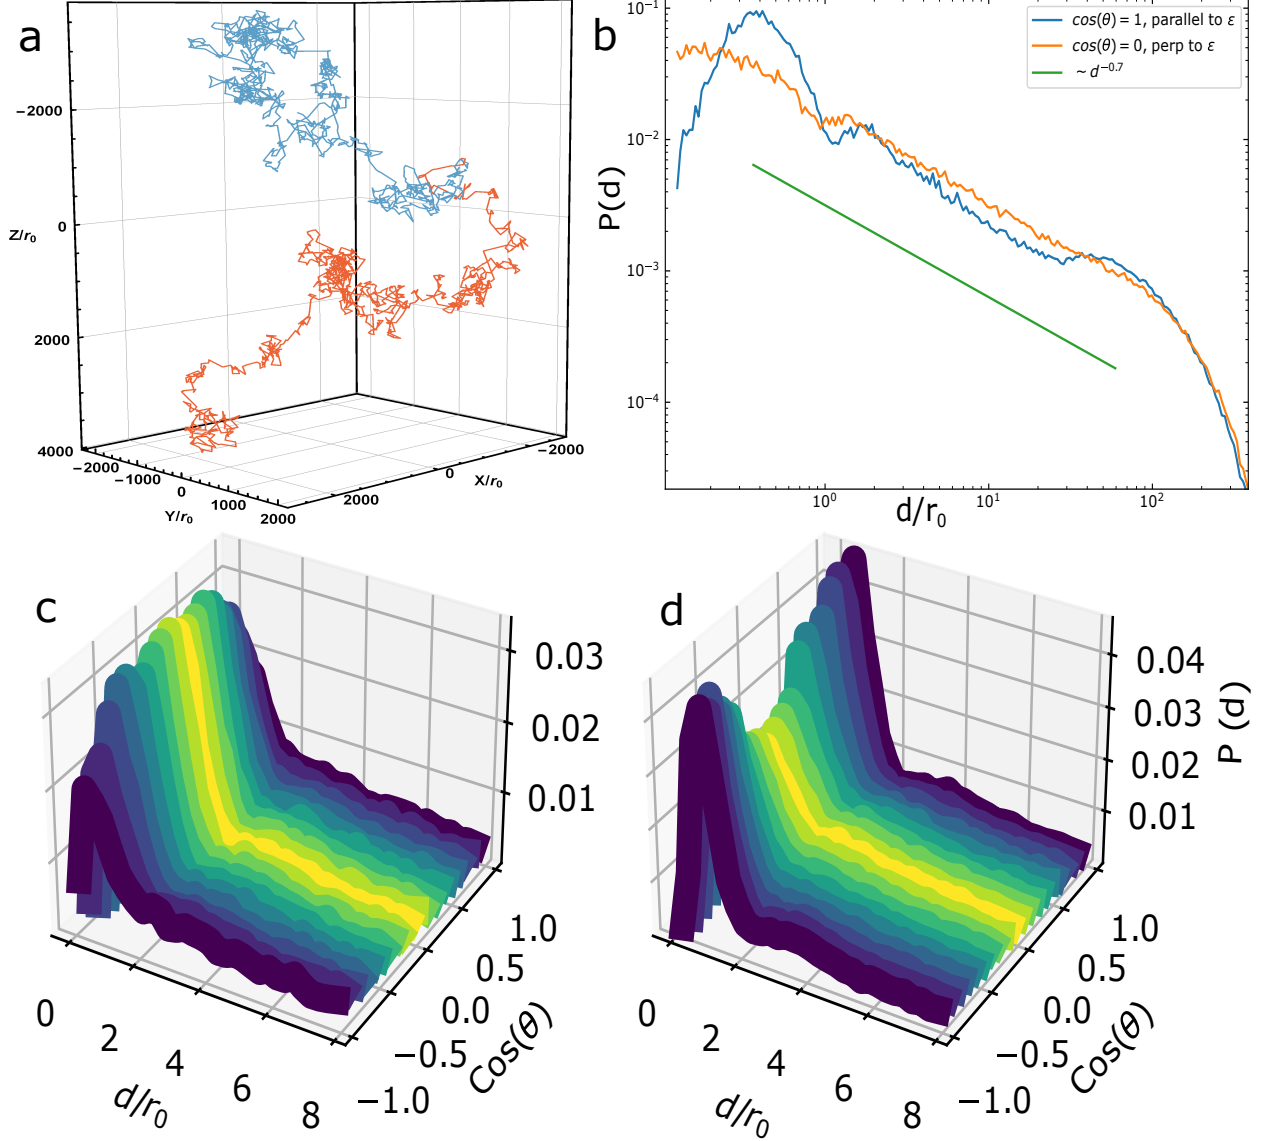 a
−2000
0
Z/r0
2000
4000
−2000
−1000
0
1000
2000
Y/r0
2000
0
−2000
X/r0
b
cos(θ) = 1, parallel to ε
cos(θ) = 0, perp to ε
~ d^−0.7
10^−1
10^−2
10^−3
10^−4
P(d)
10^0
10^1
10^2
d/r0
c
0.03
0.02
0.01
1.0
0.5
0.0
−0.5
−1.0
Cos(θ)
0
2
4
6
8
d/r0
d
0.04
0.03
0.02
0.01
P (d)
1.0
0.5
0.0
−0.5
−1.0
Cos(θ)
0
2
4
6
8
d/r0